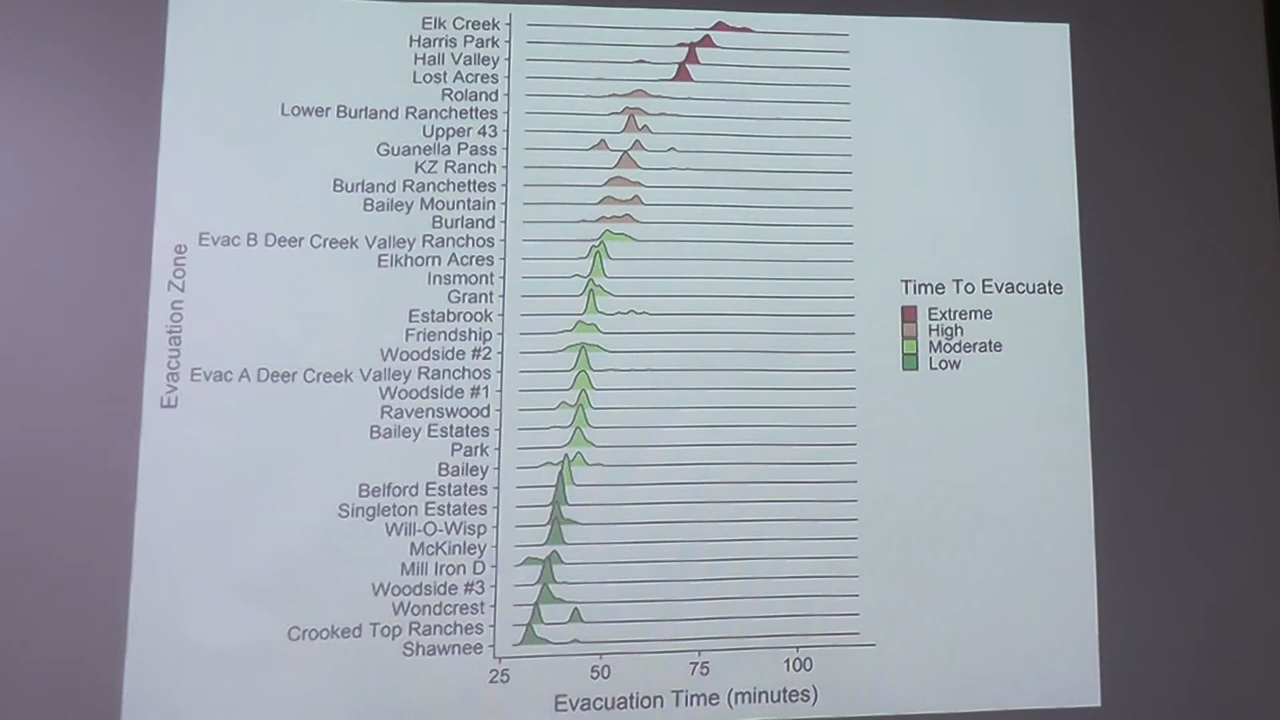 Elk Creek
Harris Park
Hall Valley
Lost Acres
Roland
Lower Burland Ranchettes
Upper 43
Guanella Pass
KZ Ranch
Burland Ranchettes
Bailey Mountain
Burland
Evac B Deer Creek Valley Ranchos
Elkhorn Acres
Insmont
Grant
Estabrook
Friendship
Woodside #2
Evac A Deer Creek Valley Ranchos
Woodside #1
Ravenswood
Bailey Estates
Park
Bailey
Belford Estates
Singleton Estates
Will-O-Wisp
McKinley
Mill Iron D
Woodside #3
Wondcrest
Crooked Top Ranches
Shawnee
Evacuation Zone
25 50 75 100
Evacuation Time (minutes)
Time To Evacuate
Extreme
High
Moderate
Low